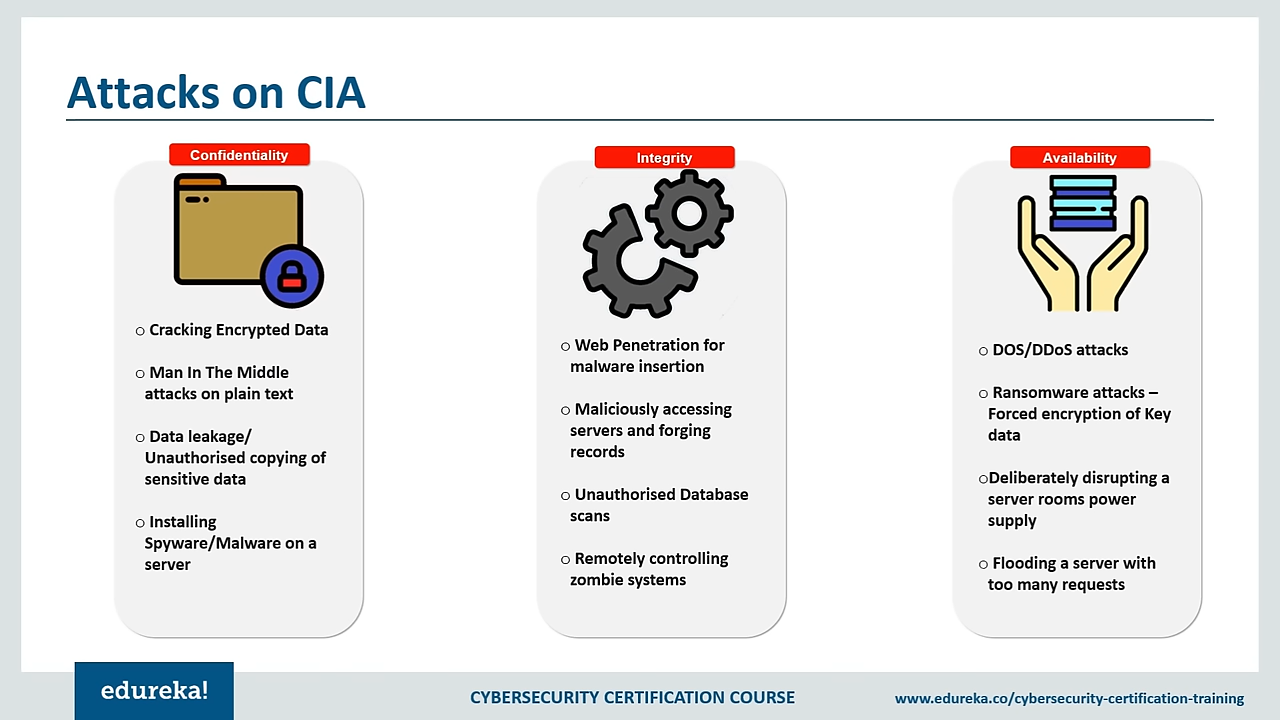 Attacks on CIA
Confidentiality
o Cracking Encrypted Data
o Man In The Middle
attacks on plain text
o Data leakage/
Unauthorised copying of
sensitive data
o Installing
Spyware/Malware on a
server
Integrity
o Web Penetration for
malware insertion
o Maliciously accessing
servers and forging
records
o Unauthorised Database
scans
o Remotely controlling
zombie systems
Availability
o DOS/DDoS attacks
o Ransomware attacks –
Forced encryption of Key
data
oDeliberately disrupting a
server rooms power
supply
o Flooding a server with
too many requests
edureka!
CYBERSECURITY CERTIFICATION COURSE
www.edureka.co/cybersecurity-certification-training